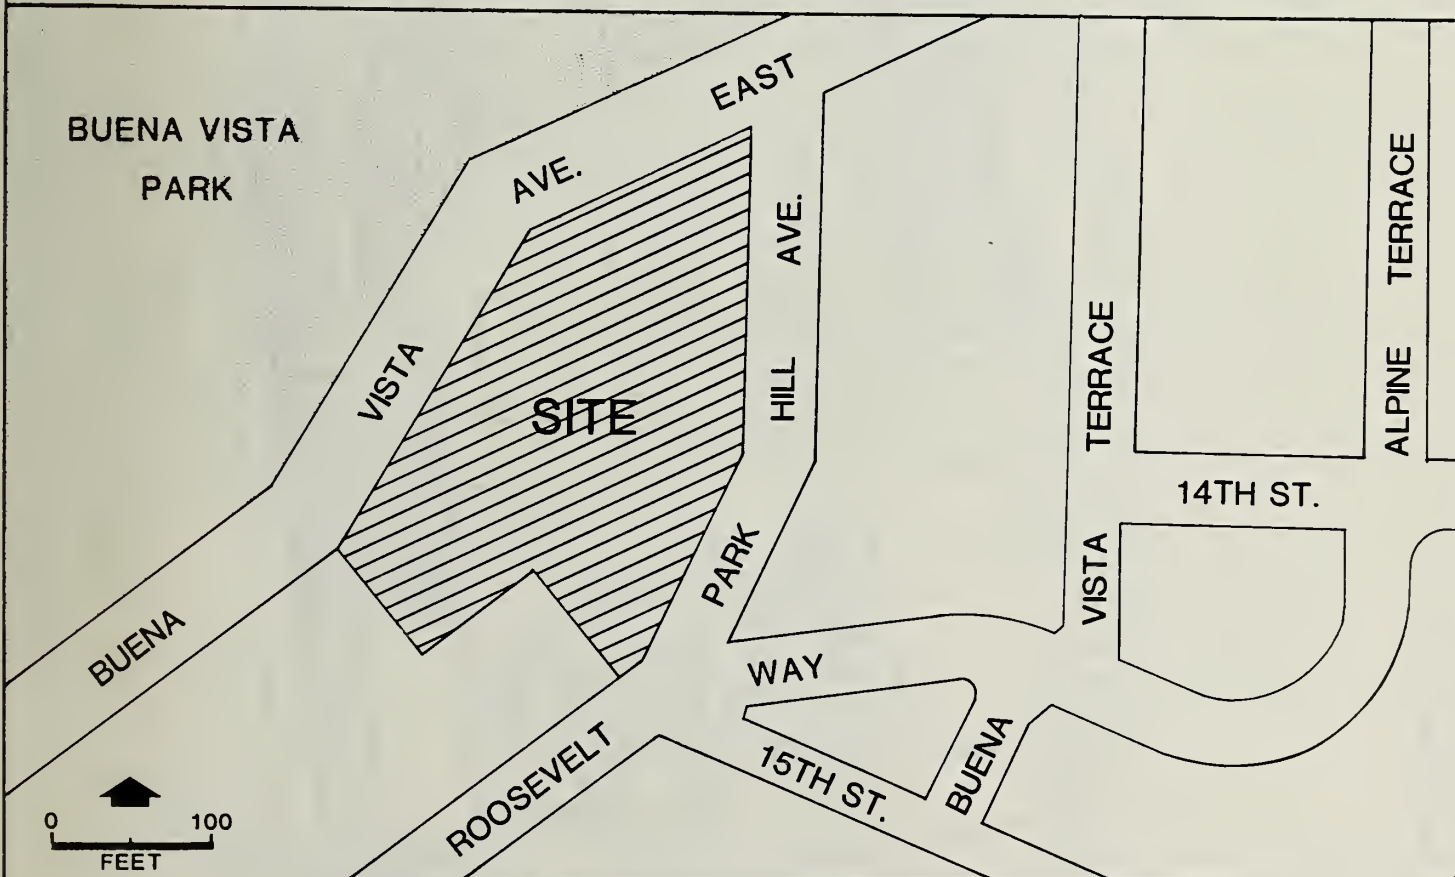 BUENA VISTA
PARK
BUENA VISTA AVE. EAST
SITE
PARK HILL AVE.
BUENA VISTA TERRACE
ALPINE TERRACE
14TH ST.
ROOSEVELT WAY
15TH ST.
0 100
FEET